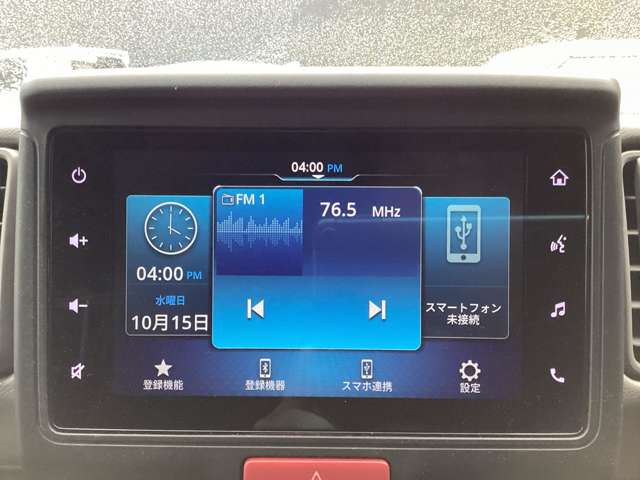 04:00 PM
FM 1
76.5 MHz
04:00 PM
水曜日
10月15日
スマートフォン
未接続
登録機能
登録機器
スマホ連携
設定